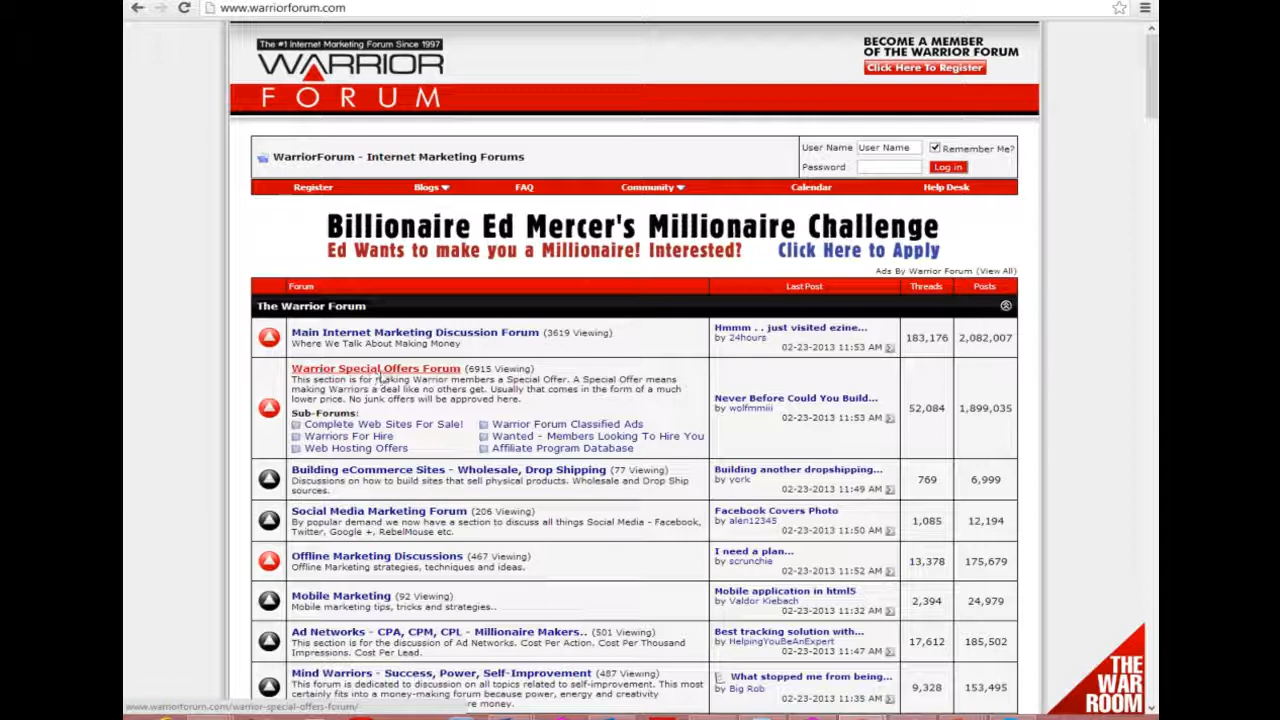 www.warriorforum.com
The #1 Internet Marketing Forum Since 1997
WARRIOR
FORUM
BECOME A MEMBER
OF THE WARRIOR FORUM
Click Here To Register
WarriorForum - Internet Marketing Forums
User Name User Name Remember Me?
Password Log in
Register Blogs FAQ Community Calendar Help Desk
Billionaire Ed Mercer's Millionaire Challenge
Ed Wants to make you a Millionaire! Interested? Click Here to Apply
Ads By Warrior Forum (View All)
Forum Last Post Threads Posts
The Warrior Forum
Main Internet Marketing Discussion Forum (3619 Viewing)
Where We Talk About Making Money
Hmmm . . just visited ezine...
by 24hours
02-23-2013 11:53 AM
183,176 2,082,007
Warrior Special Offers Forum (6915 Viewing)
This section is for making Warrior members a Special Offer. A Special Offer means
making Warriors a deal like no others get. Usually that comes in the form of a much
lower price. No junk offers will be approved here.
Sub-Forums:
Complete Web Sites For Sale! Warrior Forum Classified Ads
Warriors For Hire Wanted - Members Looking To Hire You
Web Hosting Offers Affiliate Program Database
Never Before Could You Build...
by wolfmmiii
02-23-2013 11:53 AM
52,084 1,899,035
Building eCommerce Sites - Wholesale, Drop Shipping (77 Viewing)
Discussions on how to build sites that sell physical products. Wholesale and Drop Ship
sources.
Building another dropshipping...
by york
02-23-2013 11:49 AM
769 6,999
Social Media Marketing Forum (206 Viewing)
By popular demand we now have a section to discuss all things Social Media - Facebook,
Twitter, Google +, RebelMouse etc.
Facebook Covers Photo
by alen12345
02-23-2013 11:50 AM
1,085 12,194
Offline Marketing Discussions (467 Viewing)
Offline Marketing strategies, techniques and ideas.
I need a plan...
by scrunchie
02-23-2013 11:52 AM
13,378 175,679
Mobile Marketing (92 Viewing)
Mobile marketing tips, tricks and strategies..
Mobile application in html5
by Valdor Kiebach
02-23-2013 11:32 AM
2,394 24,979
Ad Networks - CPA, CPM, CPL - Millionaire Makers.. (501 Viewing)
This section is for the discussion of Ad Networks. Cost Per Action. Cost Per Thousand
Impressions. Cost Per Lead.
Best tracking solution with...
by HelpingYouBeAnExpert
02-23-2013 11:47 AM
17,612 185,502
Mind Warriors - Success, Power, Self-Improvement (487 Viewing)
This forum is dedicated to discussion on all topics related to self-improvement. This most
certainly fits into a money-making forum because power, energy and creativity
re money.
What stopped me from being...
by Big Rob
02-23-2013 11:35 AM
9,328 153,495
THE
WAR
ROOM
www.warriorforum.com/warrior-special-offers-forum/